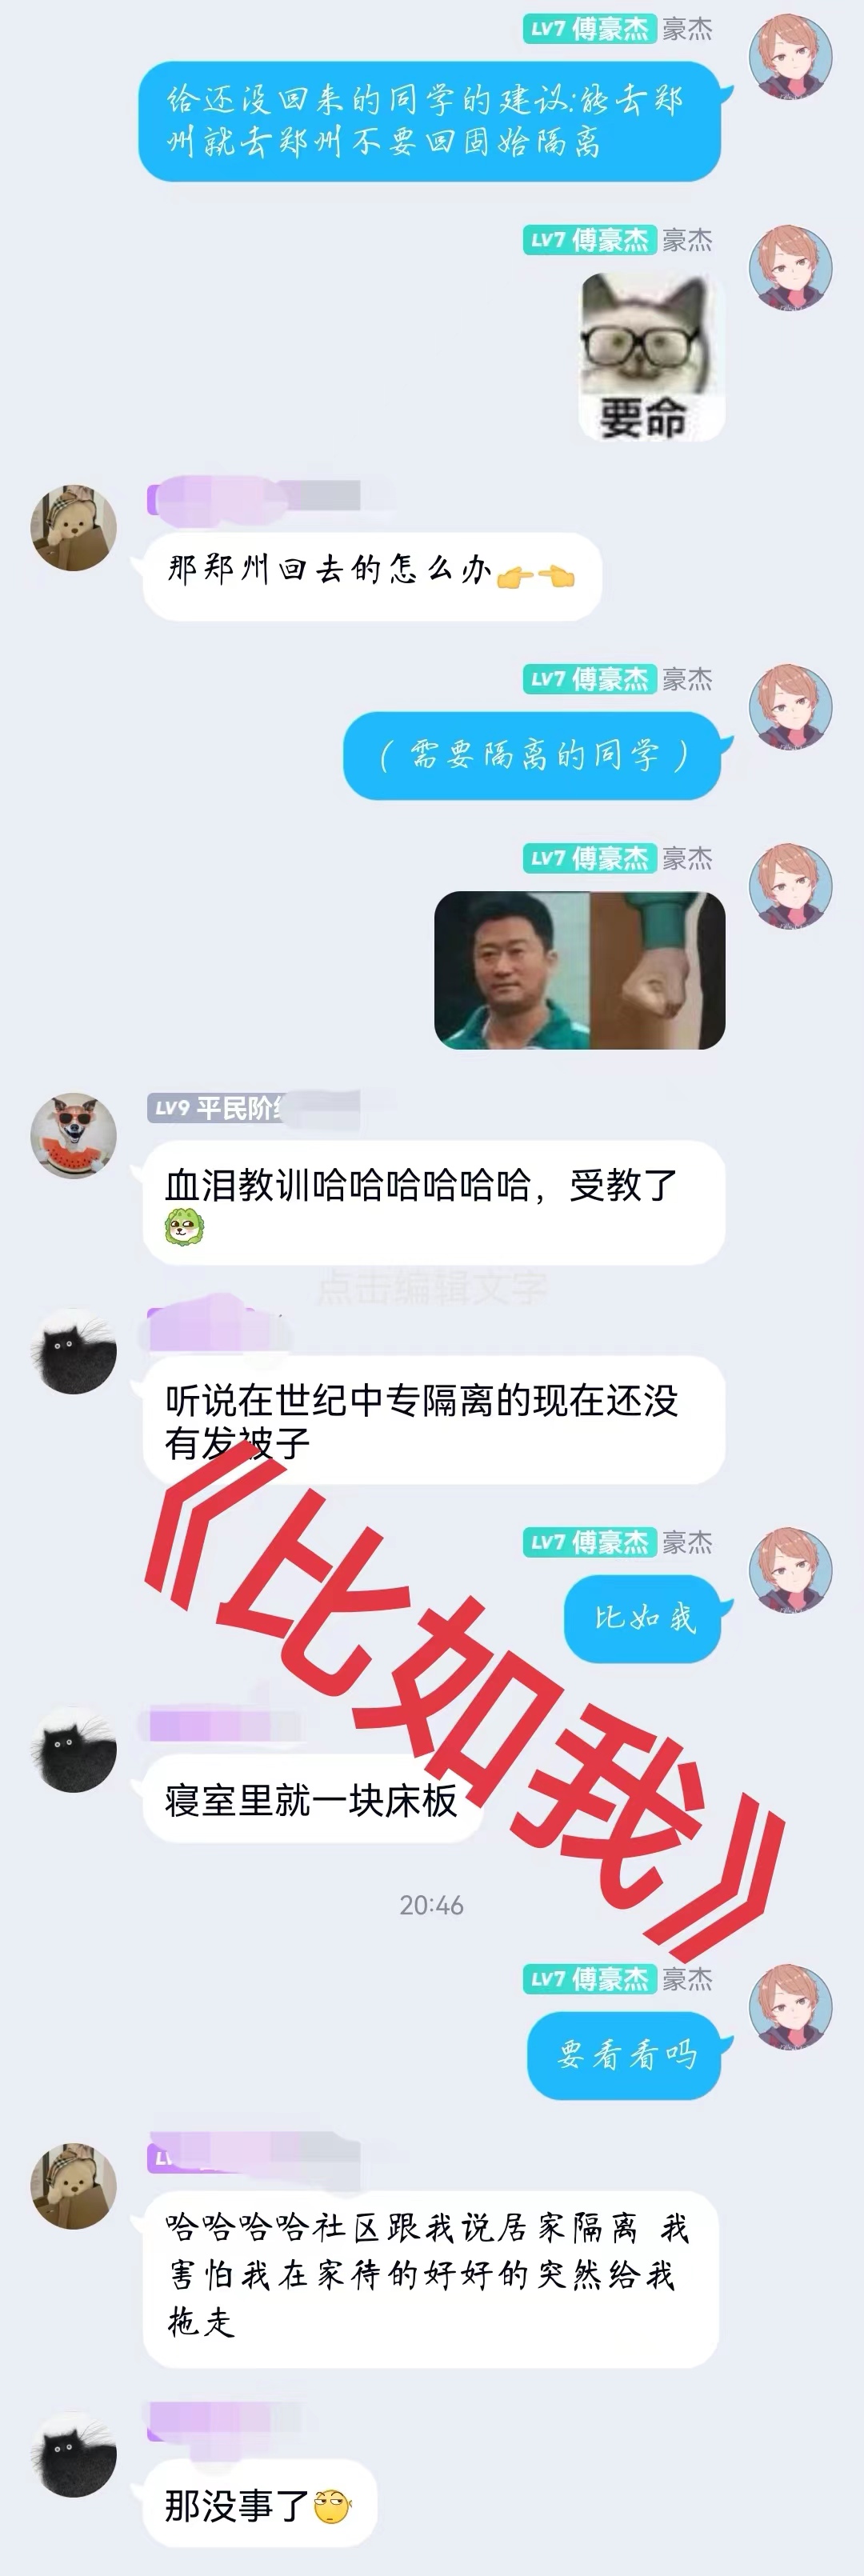 LV7 傅豪杰 豪杰
给还没回来的同学的建议:能去郑
州就去郑州不要回固始隔离
LV7 傅豪杰 豪杰
要命
那郑州回去的怎么办
LV7 傅豪杰 豪杰
（需要隔离的同学）
LV7 傅豪杰 豪杰
LV9 平民阶
血泪教训哈哈哈哈哈哈，受教了
点击编辑文字
听说在世纪中专隔离的现在还没
有发被子
《比如我》
LV7 傅豪杰 豪杰
比如我
寝室里就一块床板
20:46
LV7 傅豪杰 豪杰
要看看吗
哈哈哈哈社区跟我说居家隔离 我
害怕我在家待的好好的突然给我
拖走
那没事了